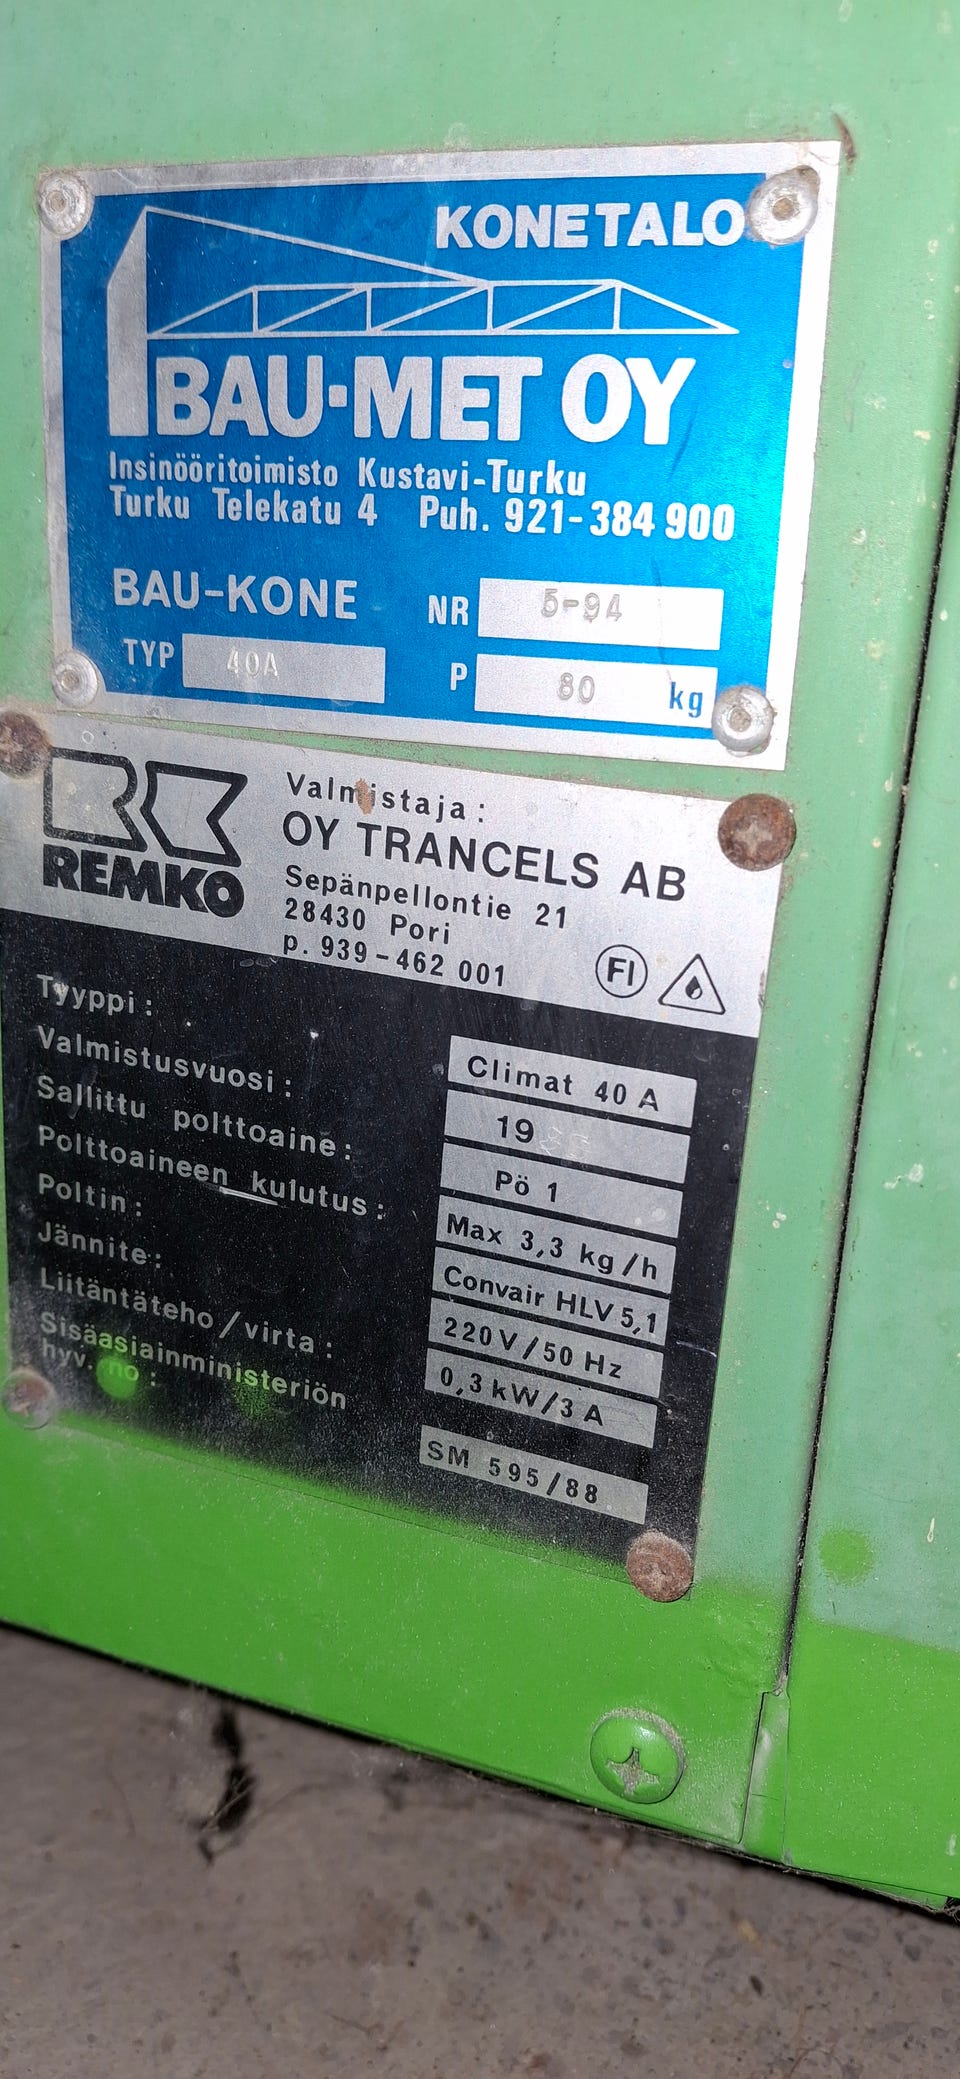 KONETALO
BAU-MET OY
Insinööritoimisto Kustavi-Turku
Turku Telekatu 4 Puh. 921-384 900
BAU-KONE NR 5-94
TYP 40A P 80 kg
REMKO
Valmistaja:
OY TRANCELS AB
Sepänpellontie 21
28430 Pori
p. 939-462 001
FI
Tyyppi: Climat 40 A
Valmistusvuosi: 19
Sallittu polttoaine: Pö 1
Polttoaineen kulutus: Max 3,3 kg/h
Poltin: Convair HLV 5,1
Jännite: 220V/50 Hz
Liitäntäteho/virta: 0,3kW/3 A
Sisäasiainministeriön
hyv. no: SM 595/88